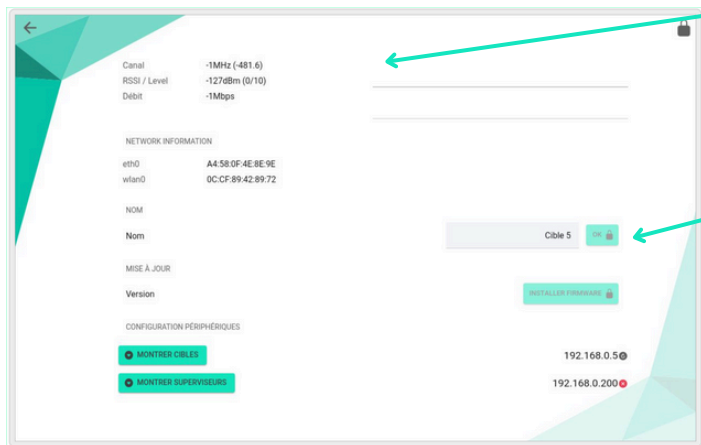 Canal -1MHz (-481.6)
RSSI / Level -127dBm (0/10)
Débit -1Mbps
NETWORK INFORMATION
eth0 A4:58:0F:4E:8E:9E
wlan0 0C:CF:89:42:89:72
NOM
Nom Cible 5 OK
MISE À JOUR
Version INSTALLER FIRMWARE
CONFIGURATION PÉRIPHÉRIQUES
MONTRER CIBLES 192.168.0.5
MONTRER SUPERVISEURS 192.168.0.200